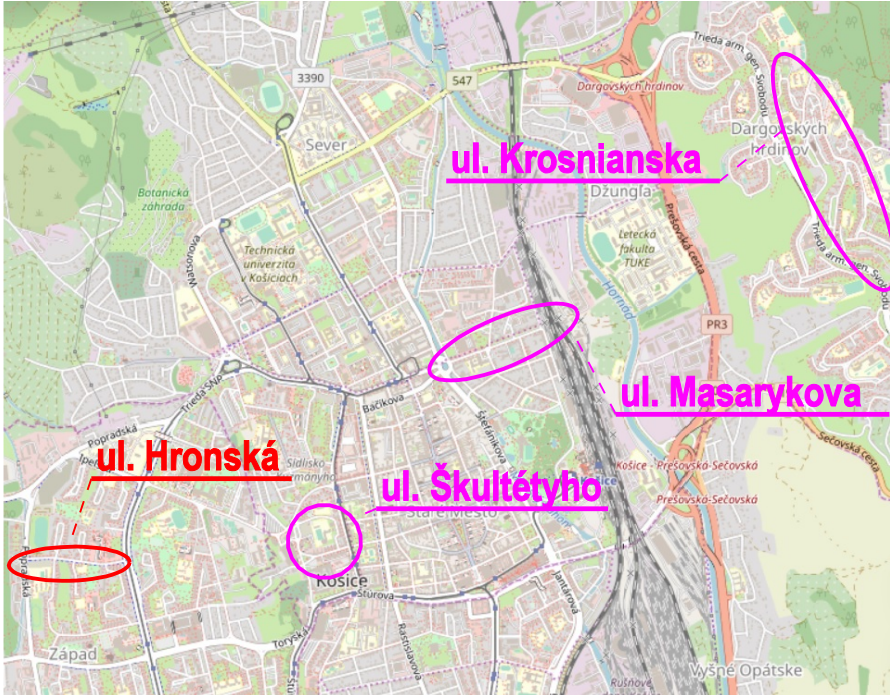 3390
547
Trieda arm. gen. Svobodu
Dargovských hrdinov
Sever
Dargovských
hrdinov
ul. Krosnianska
Džungľa
Botanická
záhrada
Watsonova
Technická
univerzita
v Košiciach
Letecká
fakulta
TUKE
Prešovská cesta
Hornád
Trieda arm. gen. Svobodu
PR3
Trieda SNP
Bačíkova
ul. Masarykova
Popradská
Štefánikova
Sečovská cesta
ul. Hronská
Sídlisko
Košice - Prešovská-Sečovská
ul. Škultétyho
Prešovská-Sečovská
Staré Mesto
Popradská
Košice
Štúrova
Jantárová
Toryská
Rastislavova
Západ
Vyšné Opátske
Rušňové